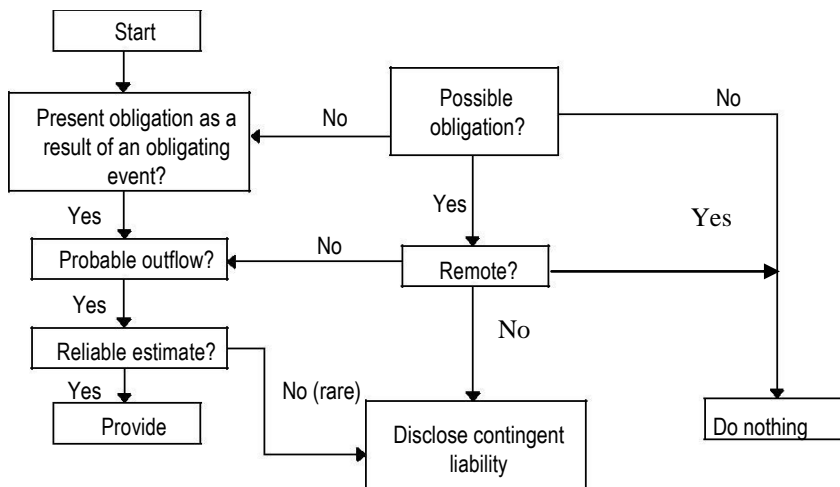 Start
Present obligation as a
result of an obligating
event?
No
Possible
obligation?
No
Yes
Yes
Yes
Probable outflow?
No
Remote?
Yes
No
Reliable estimate?
Yes
No (rare)
Provide
Disclose contingent
liability
Do nothing